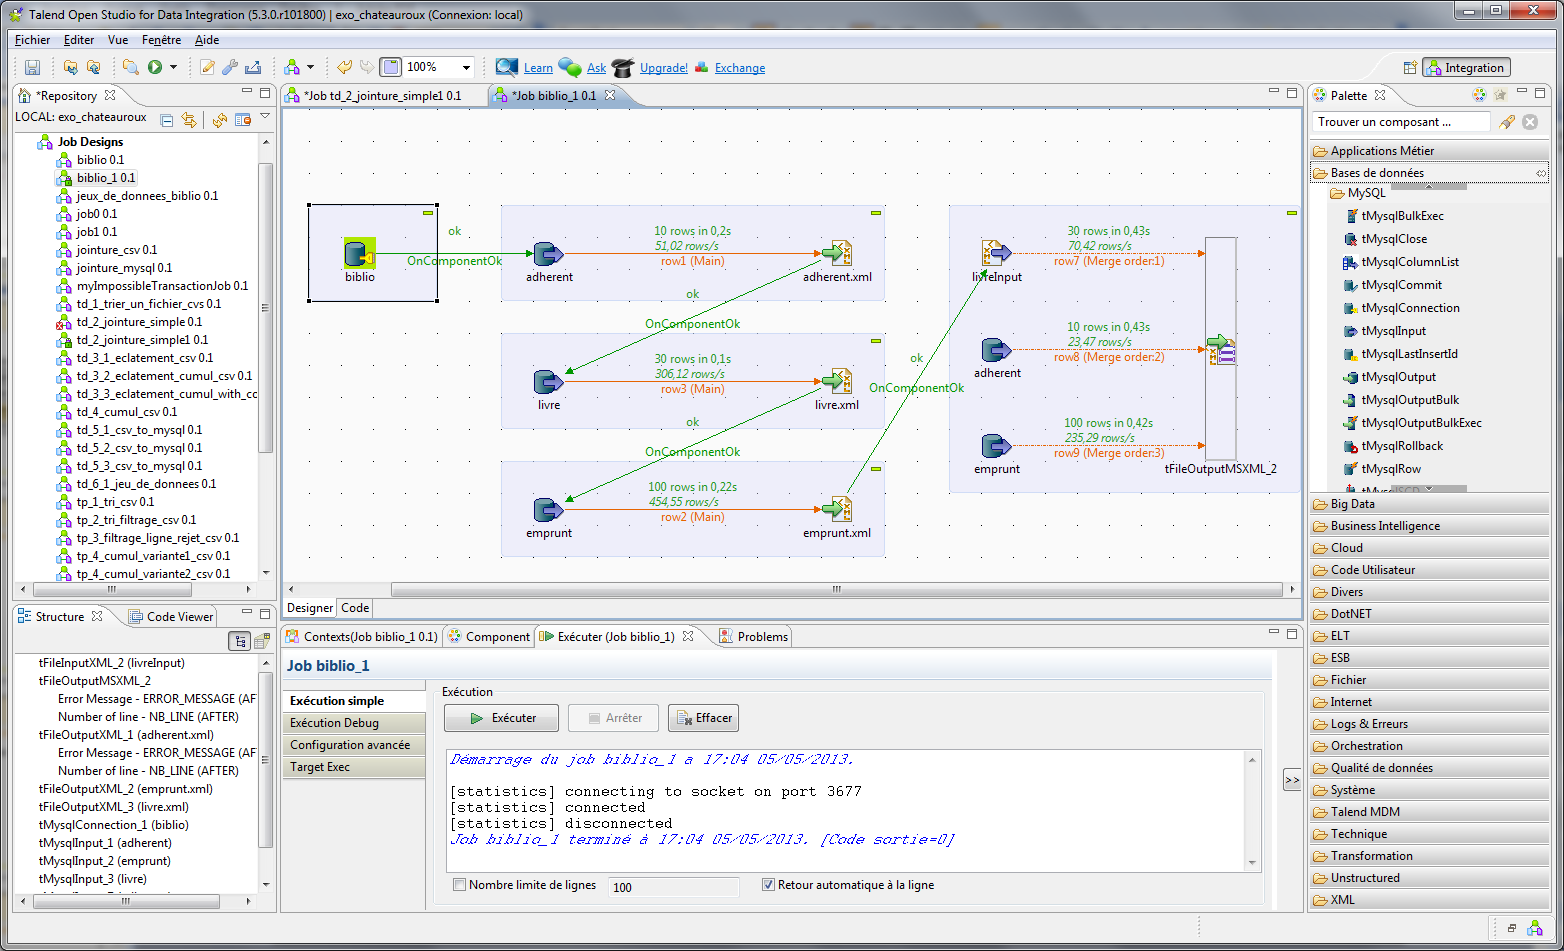 Talend Open Studio for Data Integration (5.3.0.r101800) | exo_chateauroux (Connexion: local)
Fichier Editer Vue Fenêtre Aide
100% Learn Ask Upgrade! Exchange Integration
*Repository
LOCAL: exo_chateauroux
Job Designs
biblio 0.1
biblio_1 0.1
jeux_de_donnees_biblio 0.1
job0 0.1
job1 0.1
jointure_csv 0.1
jointure_mysql 0.1
myImpossibleTransactionJob 0.1
td_1_trier_un_fichier_cvs 0.1
td_2_jointure_simple 0.1
td_2_jointure_simple1 0.1
td_3_1_eclatement_csv 0.1
td_3_2_eclatement_cumul_csv 0.1
td_3_3_eclatement_cumul_with_cc
td_4_cumul_csv 0.1
td_5_1_csv_to_mysql 0.1
td_5_2_csv_to_mysql 0.1
td_5_3_csv_to_mysql 0.1
td_6_1_jeu_de_donnees 0.1
tp_1_tri_csv 0.1
tp_2_tri_filtrage_csv 0.1
tp_3_filtrage_ligne_rejet_csv 0.1
tp_4_cumul_variante1_csv 0.1
tp_4_cumul_variante2_csv 0.1
Structure Code Viewer
tFileInputXML_2 (livreInput)
tFileOutputMSXML_2
Error Message - ERROR_MESSAGE (AF
Number of line - NB_LINE (AFTER)
tFileOutputXML_1 (adherent.xml)
Error Message - ERROR_MESSAGE (AF
Number of line - NB_LINE (AFTER)
tFileOutputXML_2 (emprunt.xml)
tFileOutputXML_3 (livre.xml)
tMysqlConnection_1 (biblio)
tMysqlInput_1 (adherent)
tMysqlInput_2 (emprunt)
tMysqlInput_3 (livre)
*Job td_2_jointure_simple1 0.1 *Job biblio_1 0.1
biblio
ok
OnComponentOk
adherent
10 rows in 0,2s
51,02 rows/s
row1 (Main)
adherent.xml
ok
OnComponentOk
livre
30 rows in 0,1s
306,12 rows/s
row3 (Main)
livre.xml
ok
OnComponentOk
emprunt
100 rows in 0,22s
454,55 rows/s
row2 (Main)
emprunt.xml
ok
OnComponentOk
livreInput
30 rows in 0,43s
70,42 rows/s
row7 (Merge order:1)
adherent
10 rows in 0,43s
23,47 rows/s
row8 (Merge order:2)
emprunt
100 rows in 0,42s
235,29 rows/s
row9 (Merge order:3)
tFileOutputMSXML_2
Designer Code
Contexts(Job biblio_1 0.1) Component Exécuter (Job biblio_1) Problems
Job biblio_1
Exécution simple
Exécution Debug
Configuration avancée
Target Exec
Exécution
Exécuter Arrêter Effacer
Démarrage du job biblio_1 a 17:04 05/05/2013.
[statistics] connecting to socket on port 3677
[statistics] connected
[statistics] disconnected
Job biblio_1 terminé à 17:04 05/05/2013. [Code sortie=0]
Nombre limite de lignes 100 Retour automatique à la ligne
>>
Palette
Trouver un composant ...
Applications Métier
Bases de données
MySQL
tMysqlBulkExec
tMysqlClose
tMysqlColumnList
tMysqlCommit
tMysqlConnection
tMysqlInput
tMysqlLastInsertId
tMysqlOutput
tMysqlOutputBulk
tMysqlOutputBulkExec
tMysqlRollback
tMysqlRow
Big Data
Business Intelligence
Cloud
Code Utilisateur
Divers
DotNET
ELT
ESB
Fichier
Internet
Logs & Erreurs
Orchestration
Qualité de données
Système
Talend MDM
Technique
Transformation
Unstructured
XML